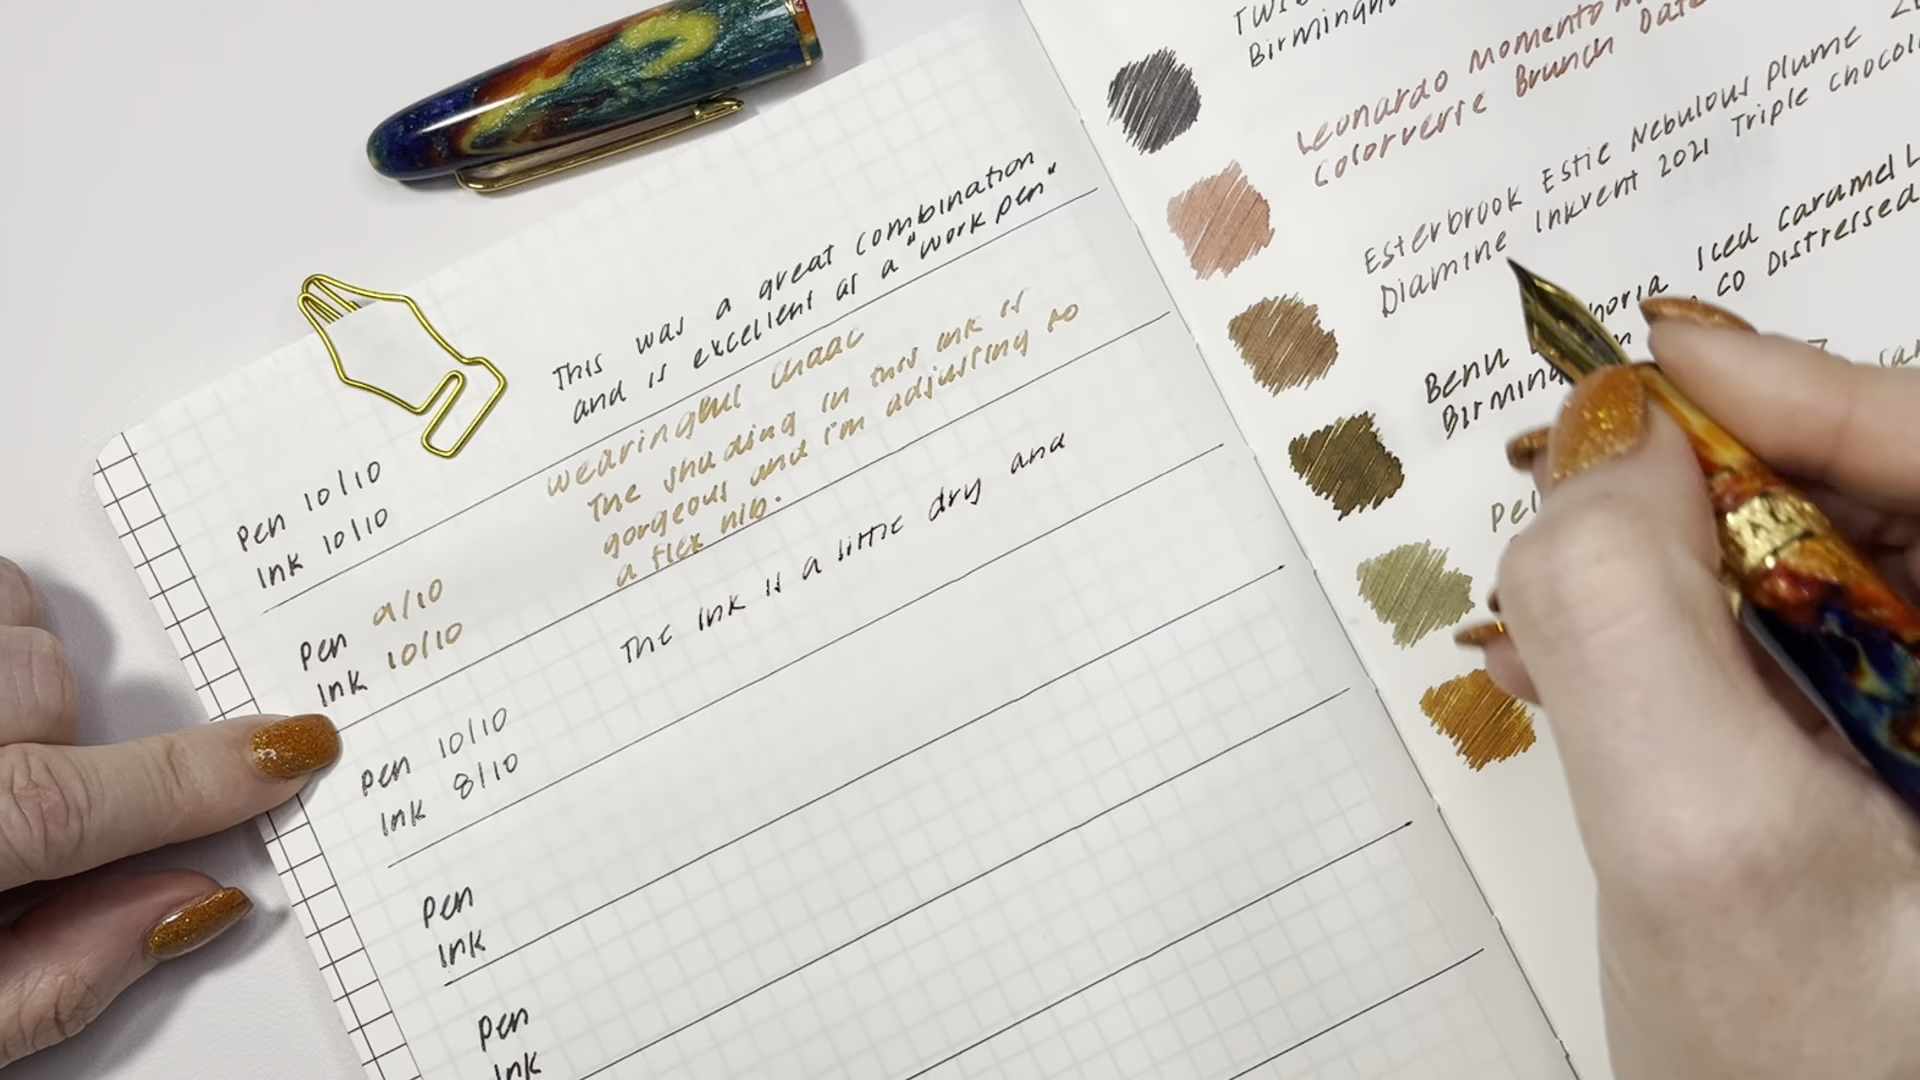 This was a great combination
and is excellent as a "work pen"
Pen 10/10
Ink 10/10
wearingeul
The shading in this ink is
gorgeous and I'm adjusting to
a flex nib.
Pen 9/10
Ink 10/10
The ink is a little dry and
Pen 10/10
Ink 8/10
Pen
Ink
Pen
Ink
Leonardo Momento
Colorverse Brunch Date
Esterbrook Estie Nebulous Plume
Diamine Inkvent 2021 Triple
Benu Iced Caramel
CO Distressed